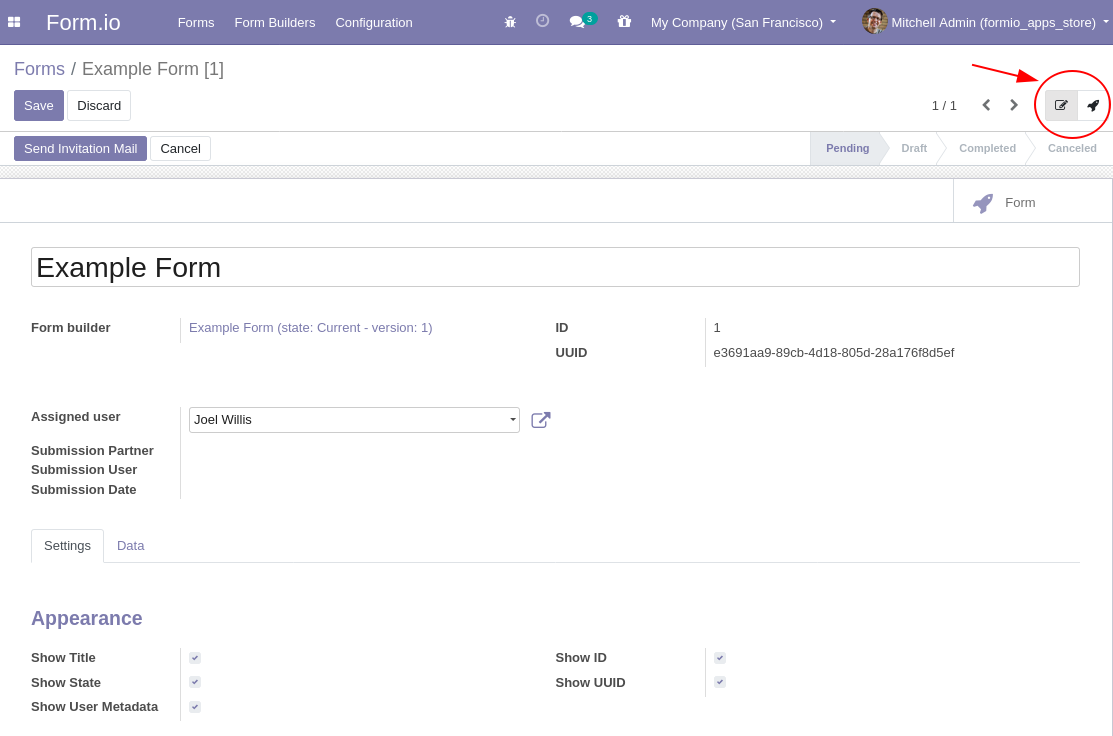 Form.io Forms Form Builders Configuration 3 My Company (San Francisco) Mitchell Admin (formio_apps_store)
Forms / Example Form [1]
Save Discard 1 / 1
Send Invitation Mail Cancel Pending Draft Completed Canceled
Form
Example Form
Form builder Example Form (state: Current - version: 1) ID 1
UUID e3691aa9-89cb-4d18-805d-28a176f8d5ef
Assigned user Joel Willis
Submission Partner
Submission User
Submission Date
Settings Data
Appearance
Show Title Show ID
Show State Show UUID
Show User Metadata